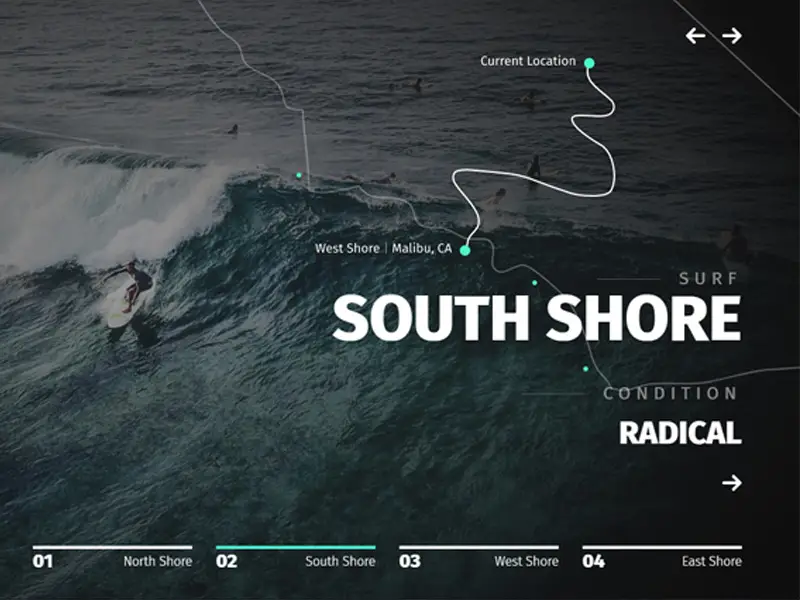 Current Location
West Shore | Malibu, CA
SURF
SOUTH SHORE
CONDITION
RADICAL
01 North Shore
02 South Shore
03 West Shore
04 East Shore